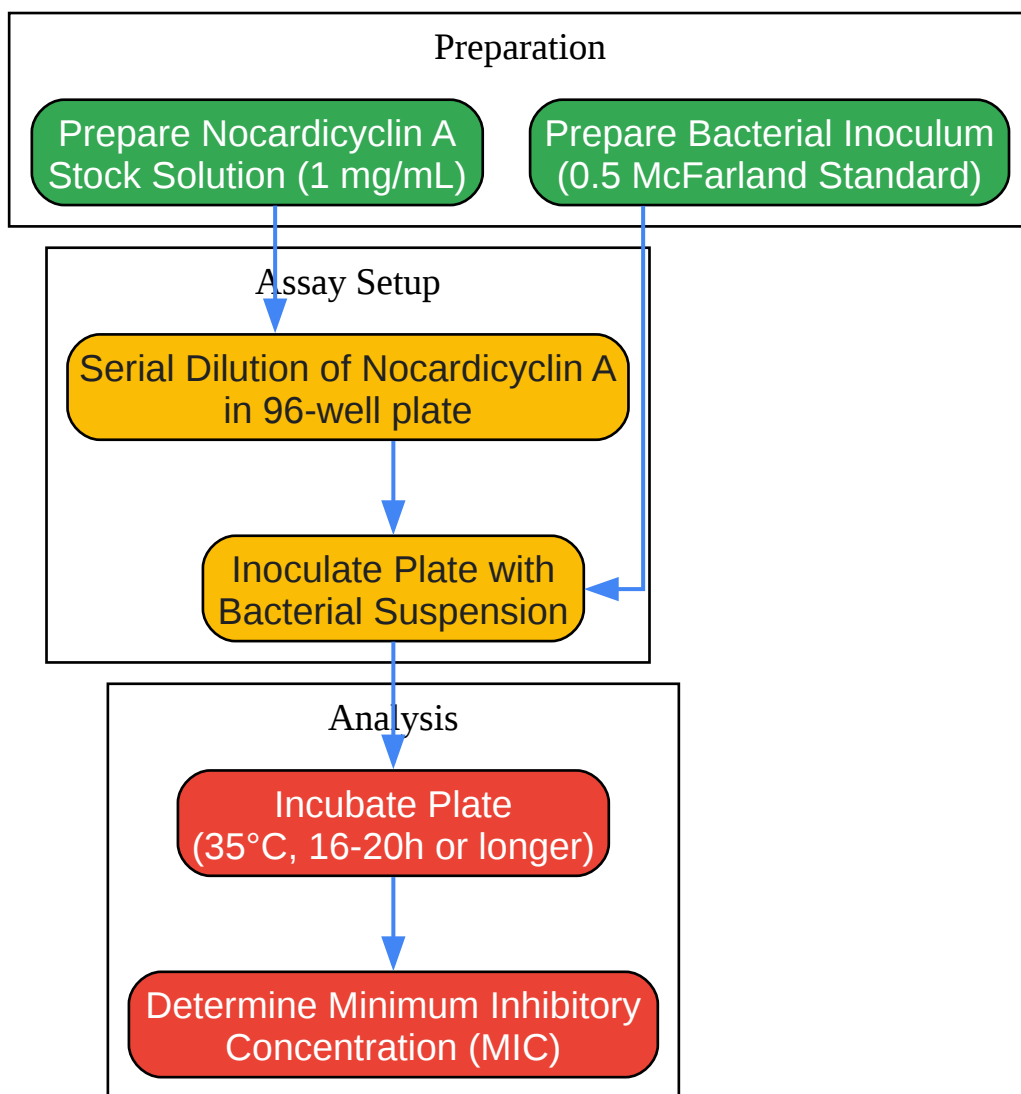 Preparation
Prepare Nocardicyclin A
Stock Solution (1 mg/mL)
Prepare Bacterial Inoculum
(0.5 McFarland Standard)
Assay Setup
Serial Dilution of Nocardicyclin A
in 96-well plate
Inoculate Plate with
Bacterial Suspension
Analysis
Incubate Plate
(35°C, 16-20h or longer)
Determine Minimum Inhibitory
Concentration (MIC)